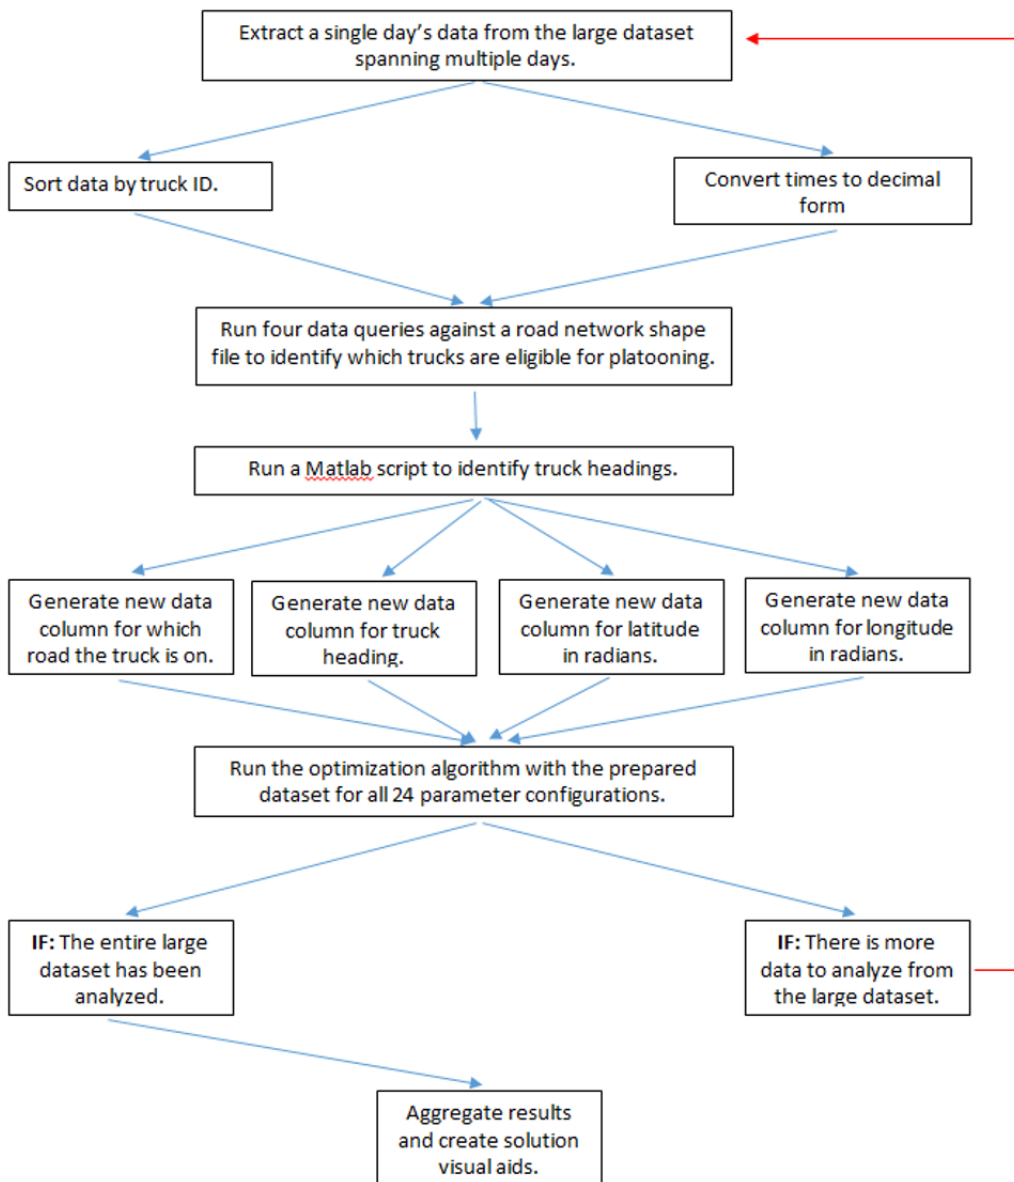 Extract a single day's data from the large dataset
spanning multiple days.
Sort data by truck ID.
Convert times to decimal
form
Run four data queries against a road network shape
file to identify which trucks are eligible for platooning.
Run a Matlab script to identify truck headings.
Generate new data
column for which
road the truck is on.
Generate new data
column for truck
heading.
Generate new data
column for latitude
in radians.
Generate new data
column for longitude
in radians.
Run the optimization algorithm with the prepared
dataset for all 24 parameter configurations.
IF: The entire large
dataset has been
analyzed.
IF: There is more
data to analyze from
the large dataset.
Aggregate results
and create solution
visual aids.